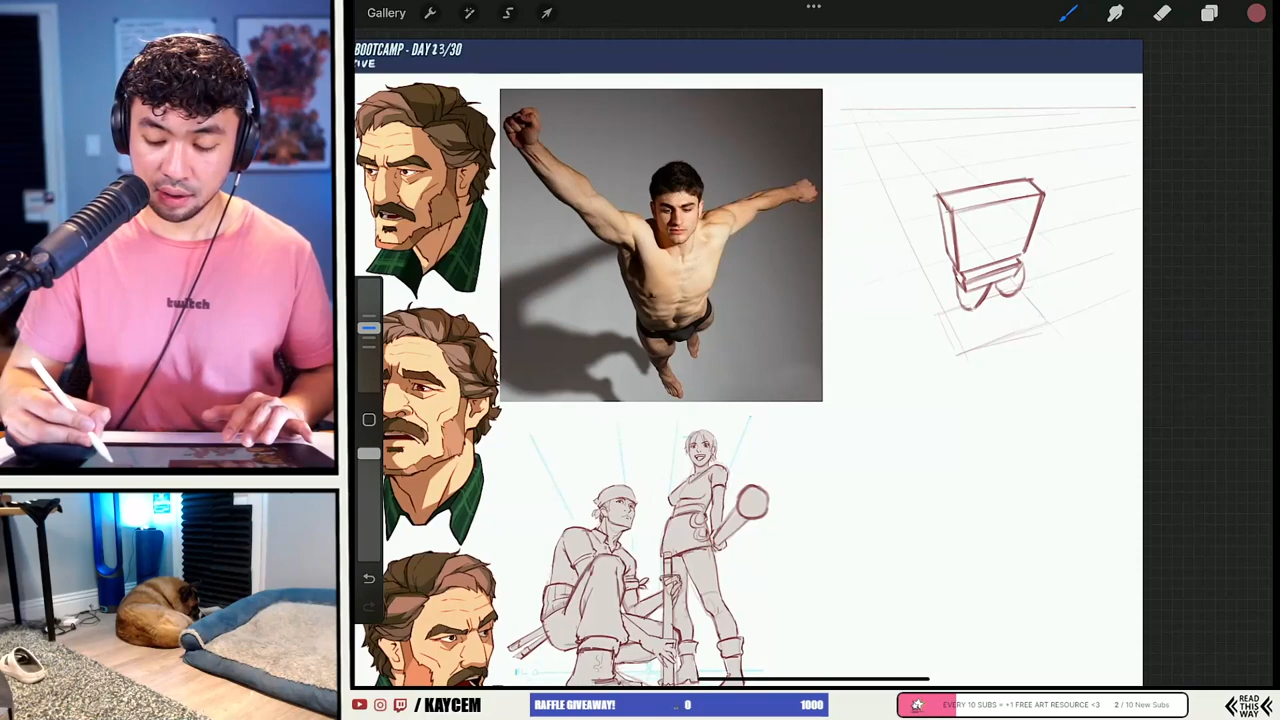 Gallery
BOOTCAMP - DAY 23/30
IVE
twitch
/ KAYCEM
RAFFLE GIVEAWAY!
0
1000
EVERY 10 SUBS = +1 FREE ART RESOURCE <3
2 / 10 New Subs
READ
THIS
WAY